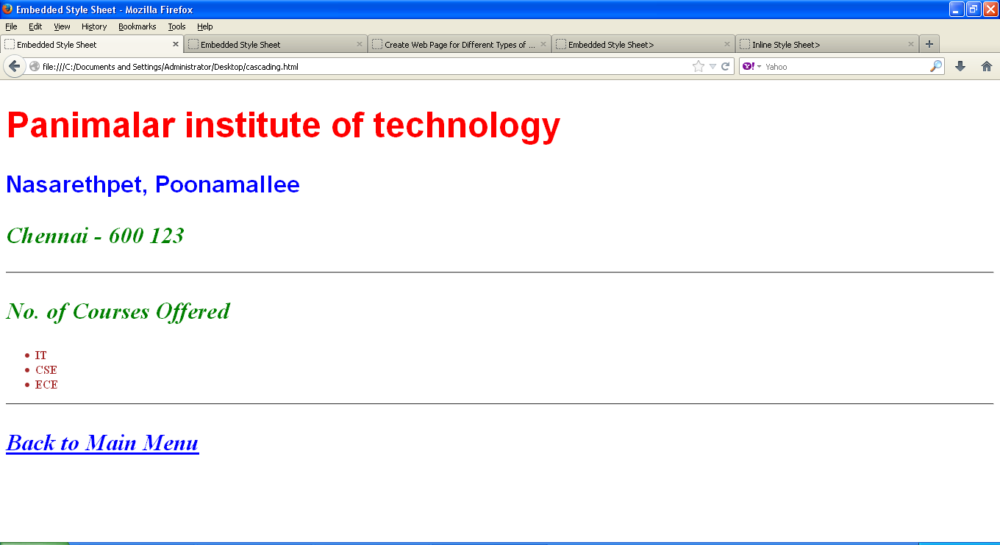 Embedded Style Sheet - Mozilla Firefox
File Edit View History Bookmarks Tools Help
Embedded Style Sheet Embedded Style Sheet Create Web Page for Different Types of ... Embedded Style Sheet> Inline Style Sheet>
file:///C:/Documents and Settings/Administrator/Desktop/cascading.html Yahoo
Panimalar institute of technology
Nasarethpet, Poonamallee
Chennai - 600 123
No. of Courses Offered
• IT
• CSE
• ECE
Back to Main Menu